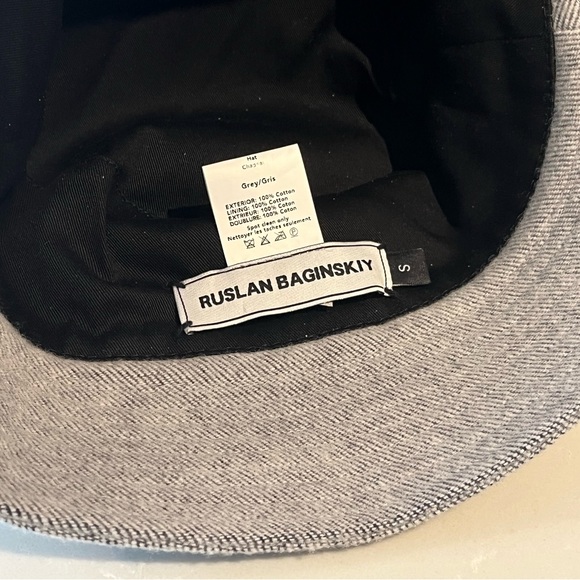 Hat
Chapeau
Grey/Gris
EXTERIOR: 100% Cotton
LINING: 100% Cotton
EXTÉRIEUR: 100% Coton
DOUBLURE: 100% Coton
Spot clean only
Nettoyer les taches seulement
RUSLAN BAGINSKIY
S